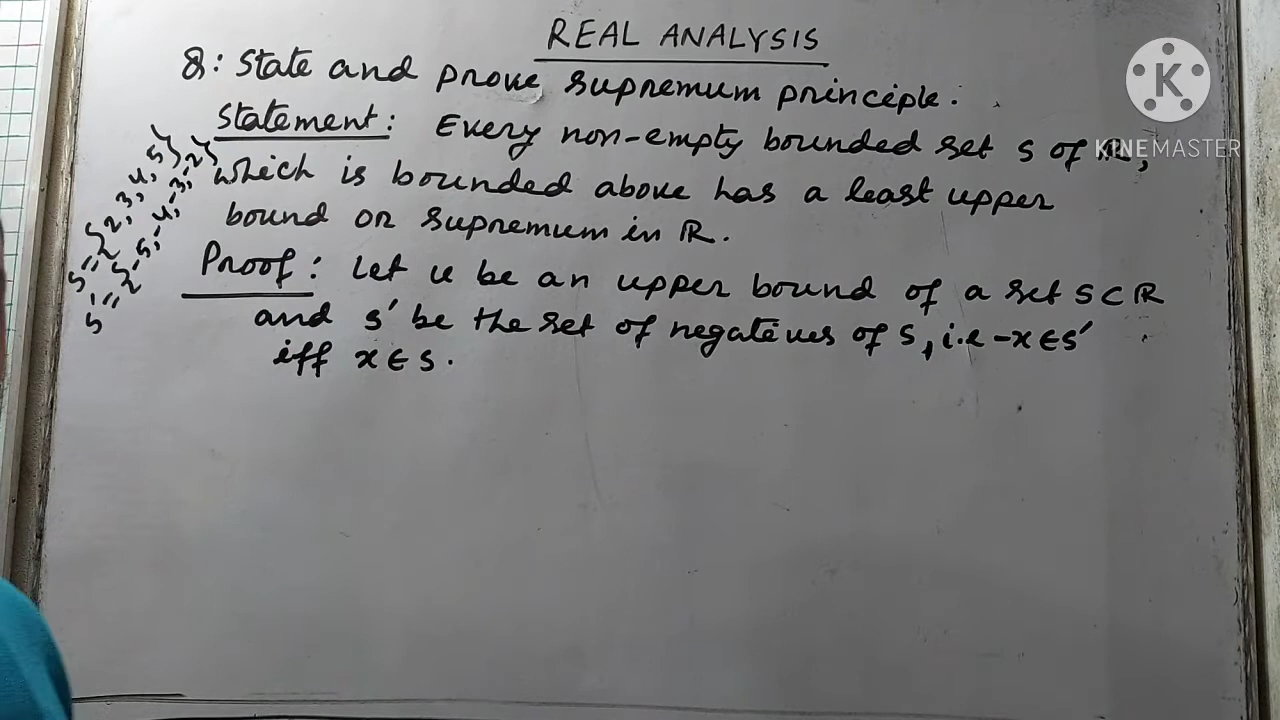 REAL ANALYSIS
Q: State and prove supremum principle.
Statement: Every non-empty bounded set S of ℝ,
which is bounded above has a least upper
bound or supremum in ℝ.
Proof: Let u be an upper bound of a set S⊂ℝ
and S' be the set of negatives of S, i.e -x∈S'
iff x∈S.
S={2,3,4,5}
S'={-5,-4,-3,-2}
K
KINEMASTER